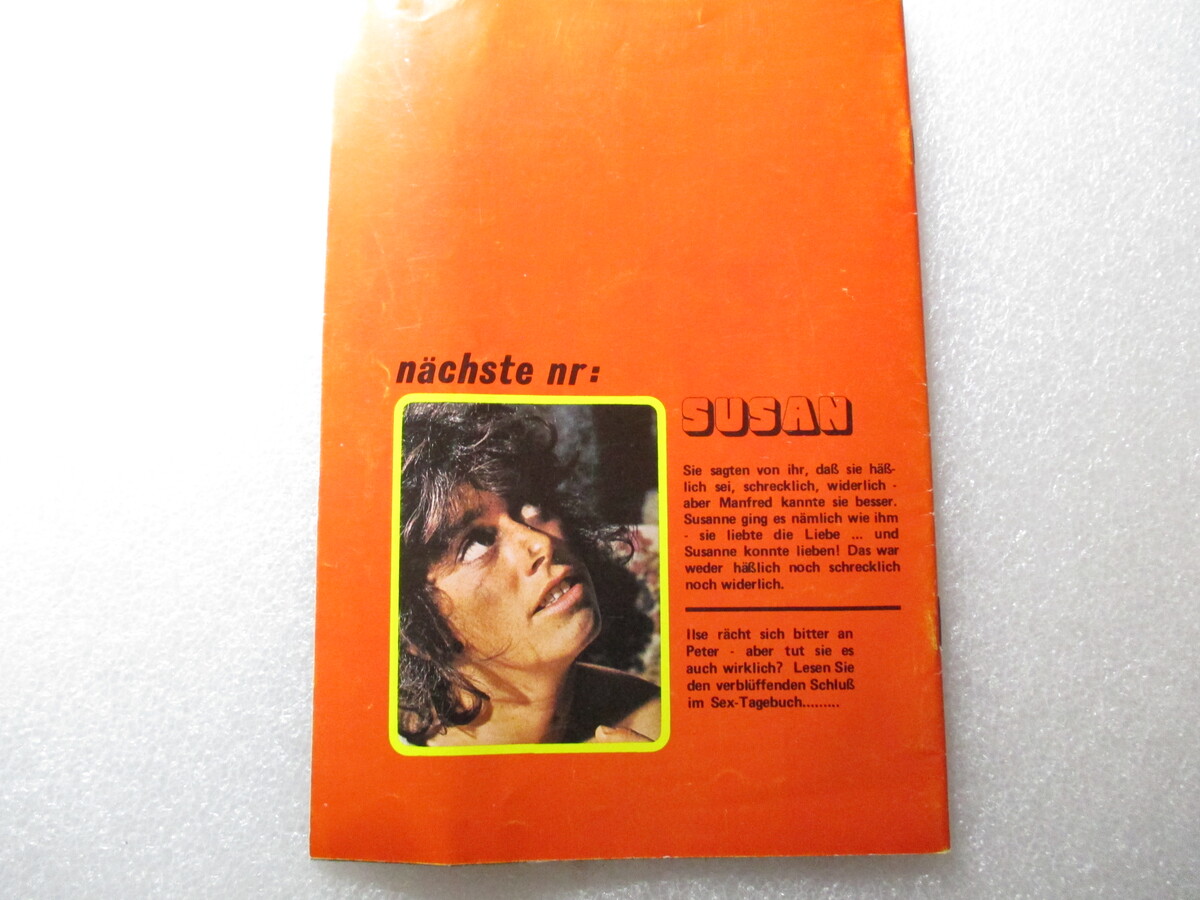 nächste nr:
SUSAN
Sie sagten von ihr, daß sie häß-
lich sei, schrecklich, widerlich -
aber Manfred kannte sie besser.
Susanne ging es nämlich wie ihm
- sie liebte die Liebe ... und
Susanne konnte lieben! Das war
weder häßlich noch schrecklich
noch widerlich.
Ilse rächt sich bitter an
Peter - aber tut sie es
auch wirklich? Lesen Sie
den verblüffenden Schluß
im Sex-Tagebuch.........